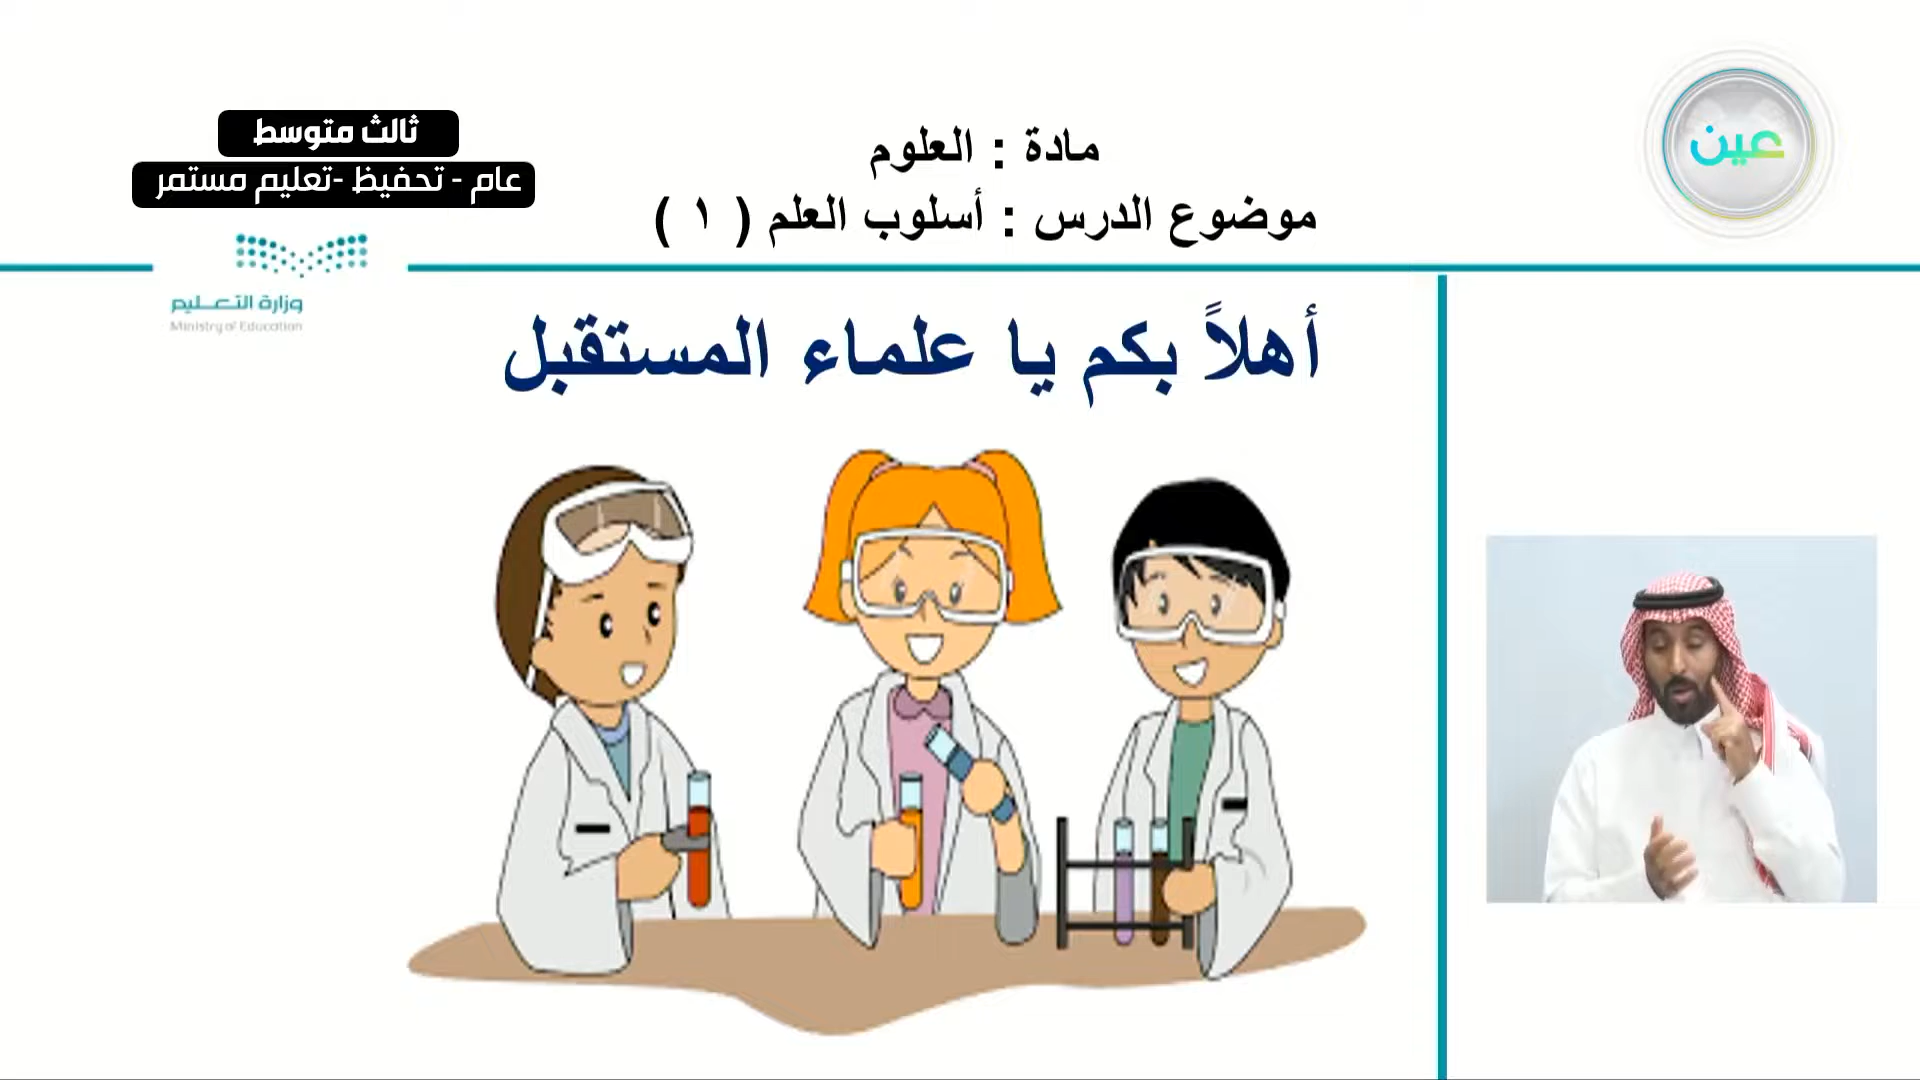 ثالث متوسط
عام - تحفيظ -تعليم مستمر
مادة : العلوم
موضوع الدرس : أسلوب العلم ( ١ )
عين
وزارة التعـليم
Ministry of Education
أهلاً بكم يا علماء المستقبل